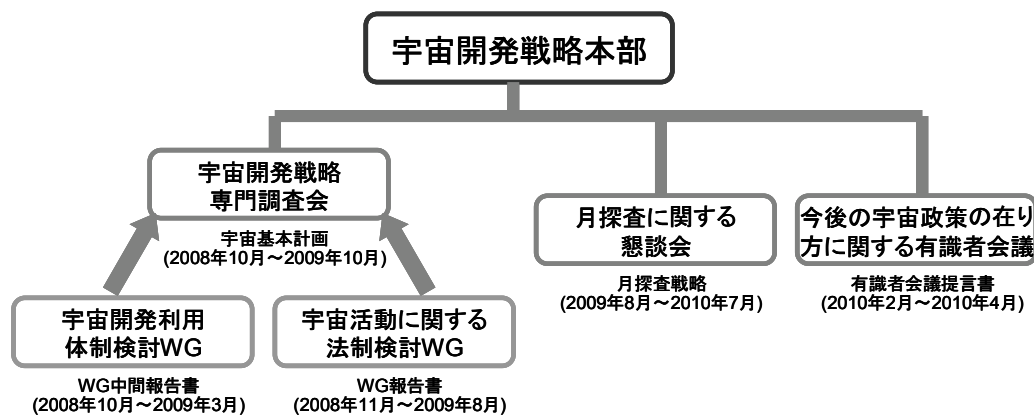 宇宙開発戦略本部
宇宙開発戦略
専門調査会
宇宙基本計画
(2008年10月～2009年10月)
月探査に関する
懇談会
月探査戦略
(2009年8月～2010年7月)
今後の宇宙政策の在り
方に関する有識者会議
有識者会議提言書
(2010年2月～2010年4月)
宇宙開発利用
体制検討WG
WG中間報告書
(2008年10月～2009年3月)
宇宙活動に関する
法制検討WG
WG報告書
(2008年11月～2009年8月)